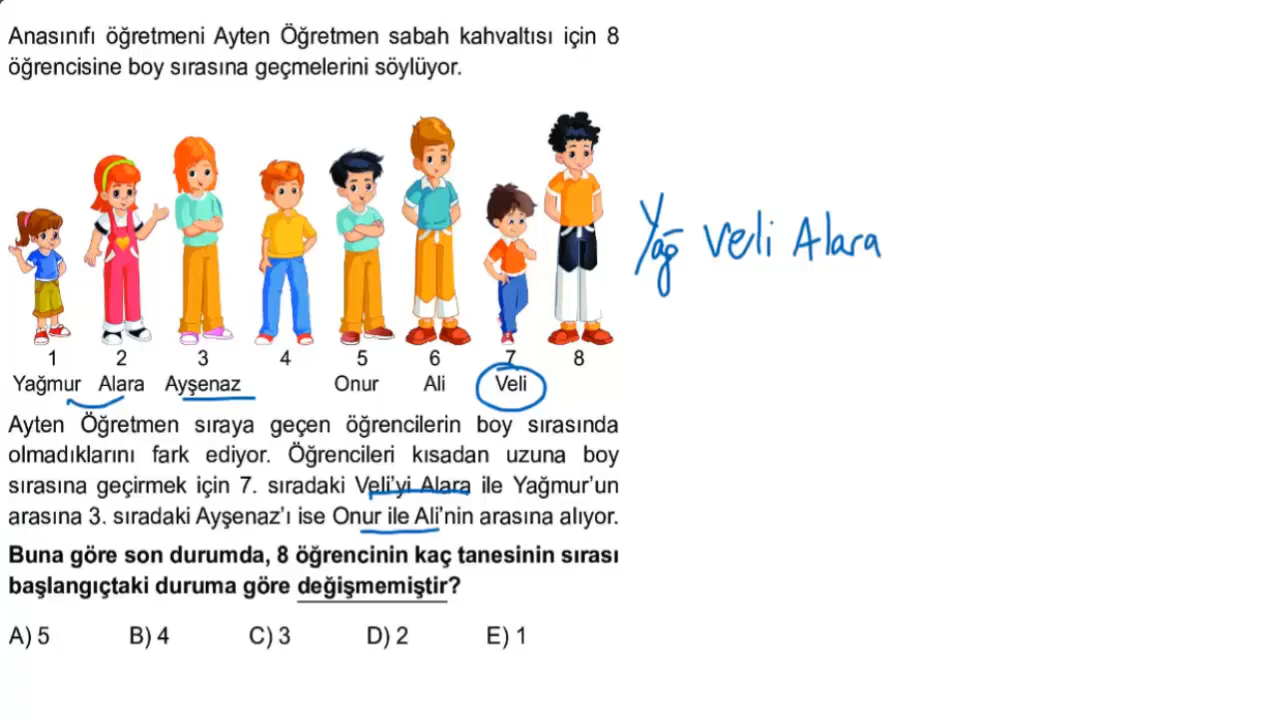 Anasınıfı öğretmeni Ayten Öğretmen sabah kahvaltısı için 8
öğrencisine boy sırasına geçmelerini söylüyor.
Yağ Veli Alara
1 2 3 4 5 6 7 8
Yağmur Alara Ayşenaz Onur Ali Veli
Ayten Öğretmen sıraya geçen öğrencilerin boy sırasında
olmadıklarını fark ediyor. Öğrencileri kısadan uzuna boy
sırasına geçirmek için 7. sıradaki Veli'yi Alara ile Yağmur'un
arasına 3. sıradaki Ayşenaz'ı ise Onur ile Ali'nin arasına alıyor.
Buna göre son durumda, 8 öğrencinin kaç tanesinin sırası
başlangıçtaki duruma göre değişmemiştir?
A) 5 B) 4 C) 3 D) 2 E) 1